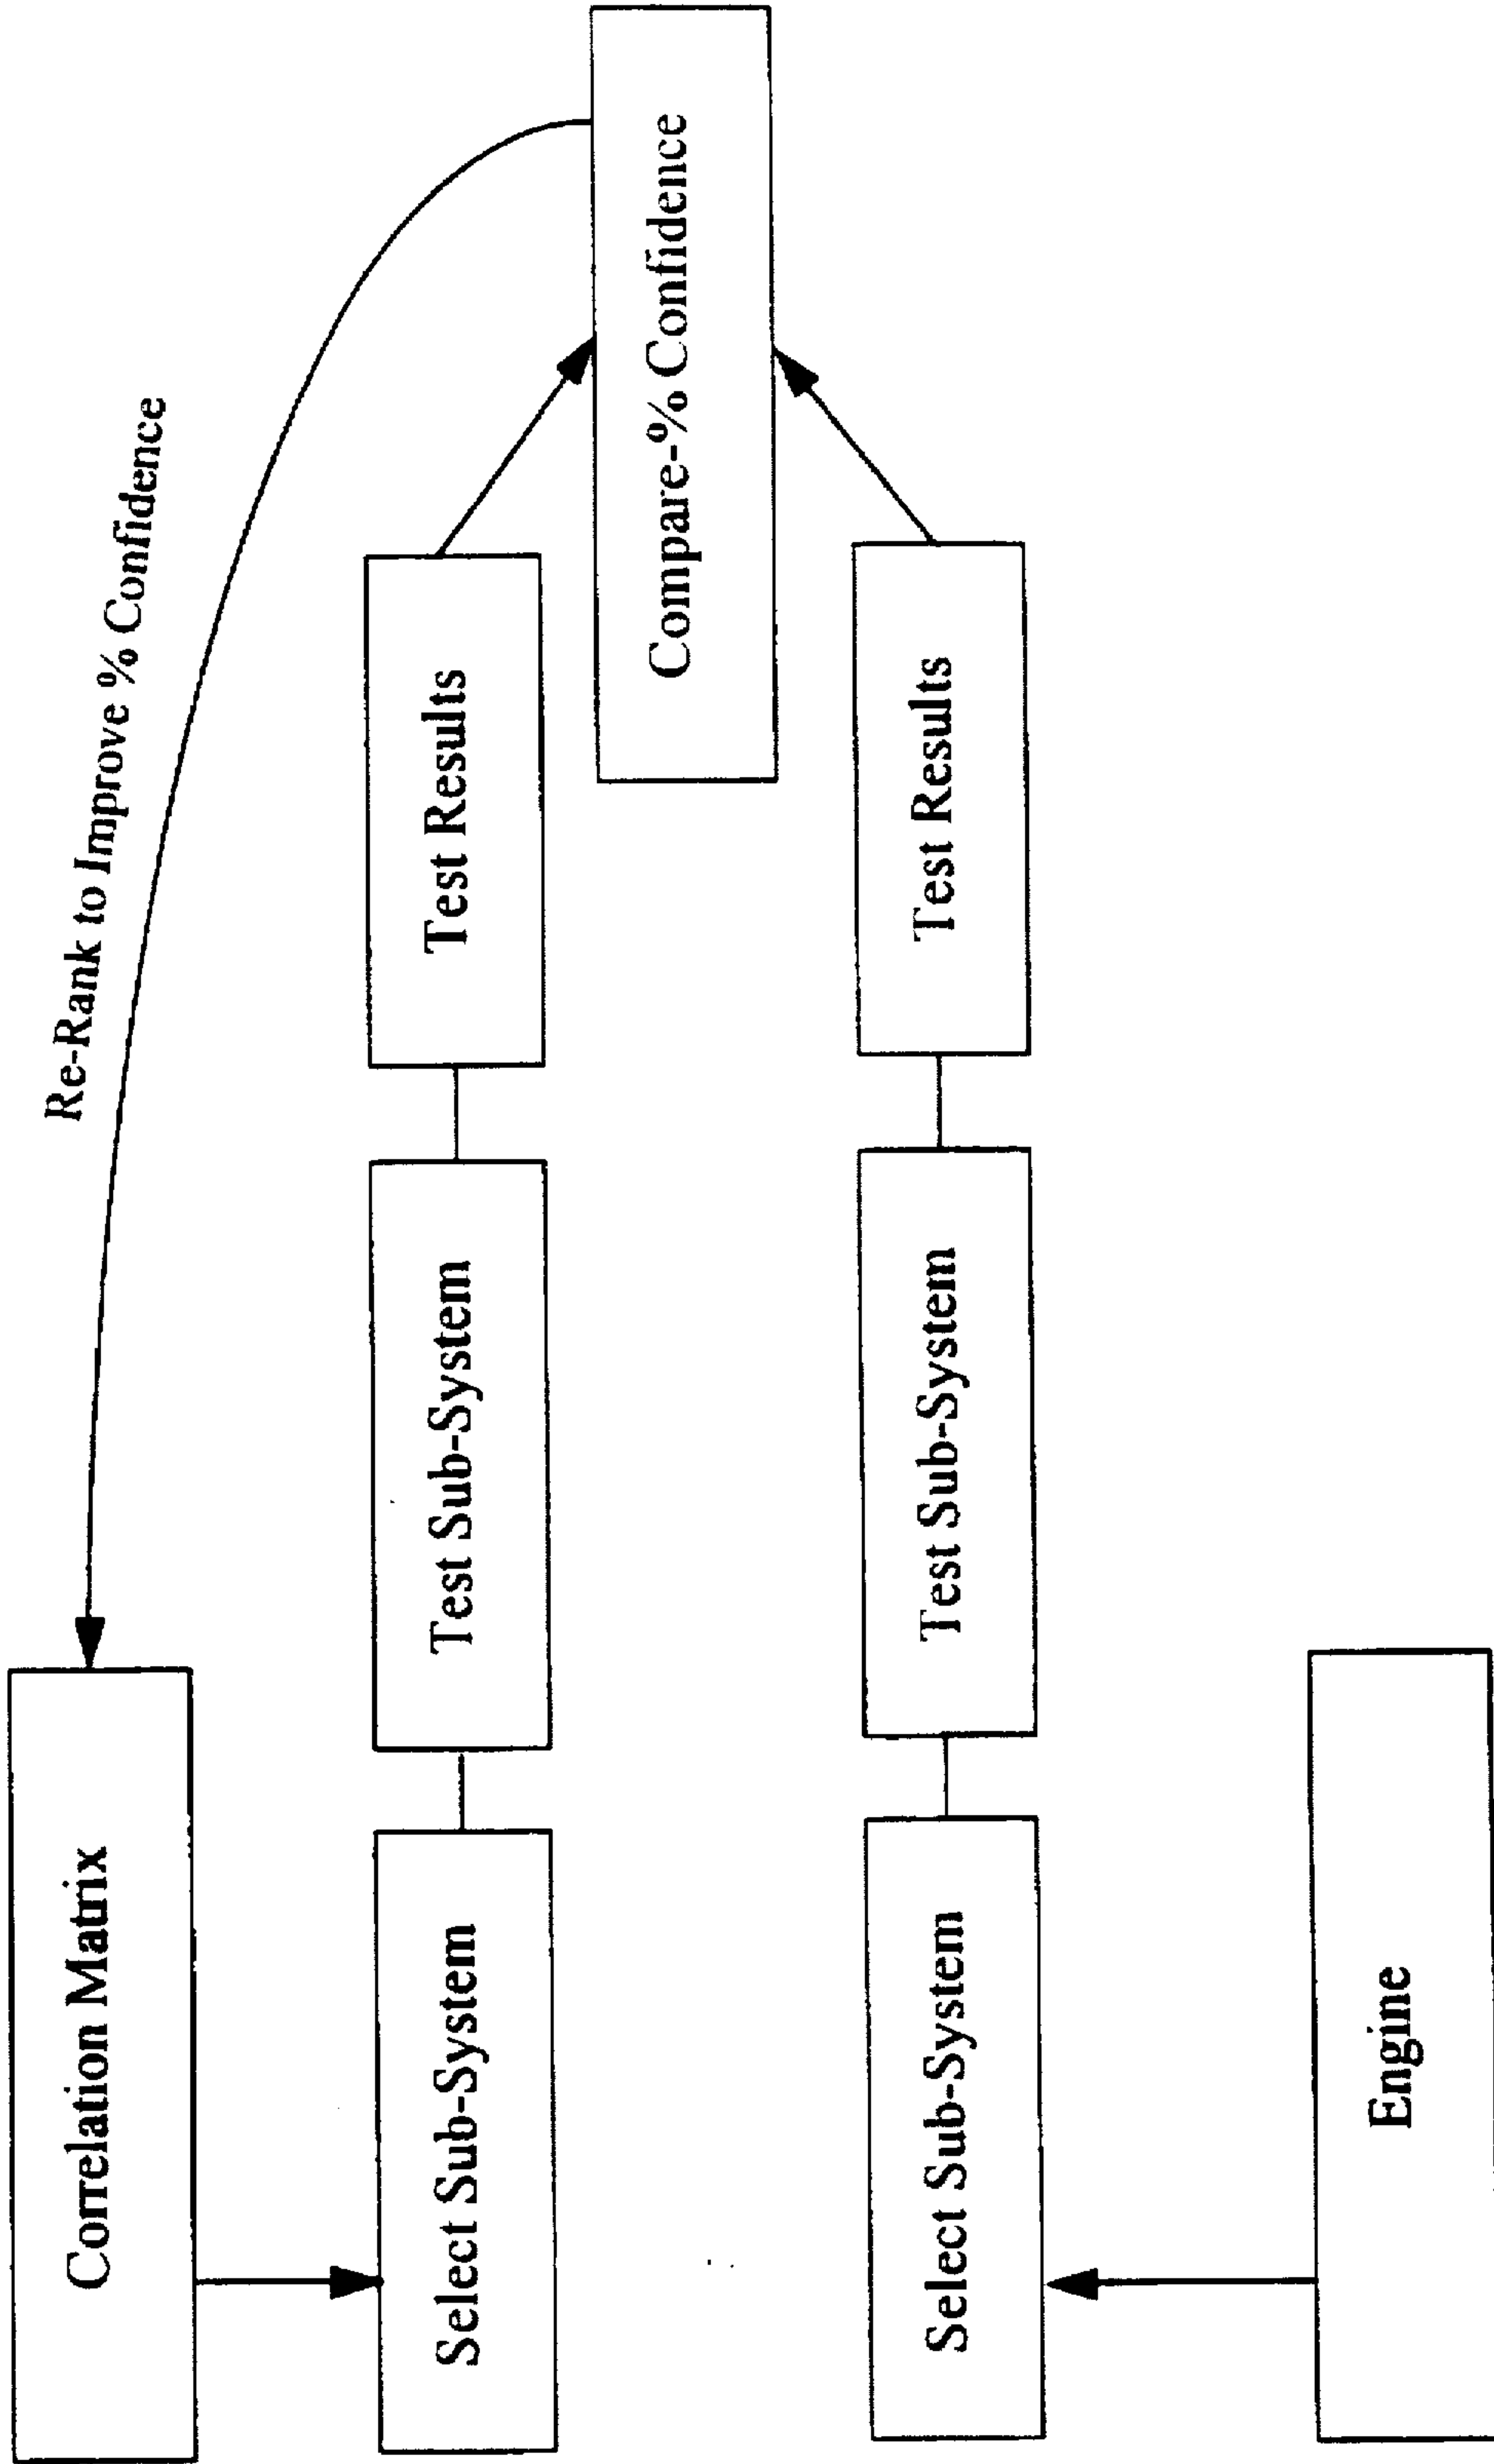 Correlation Matrix
Re-Rank to Improve % Confidence
Select Sub-System
Test Sub-System
Test Results
Compare-% Confidence
Select Sub-System
Test Sub-System
Test Results
Engine